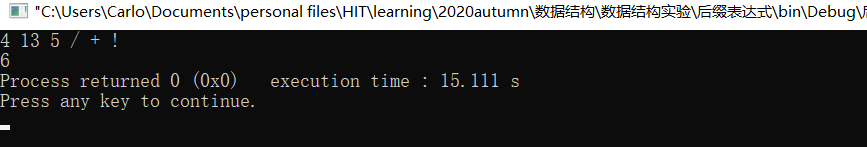 "C:\Users\Carlo\Documents\personal files\HIT\learning\2020autumn\数据结构\数据结构实验\后缀表达式\bin\Debug\
4 13 5 / + !
6
Process returned 0 (0x0)   execution time : 15.111 s
Press any key to continue.